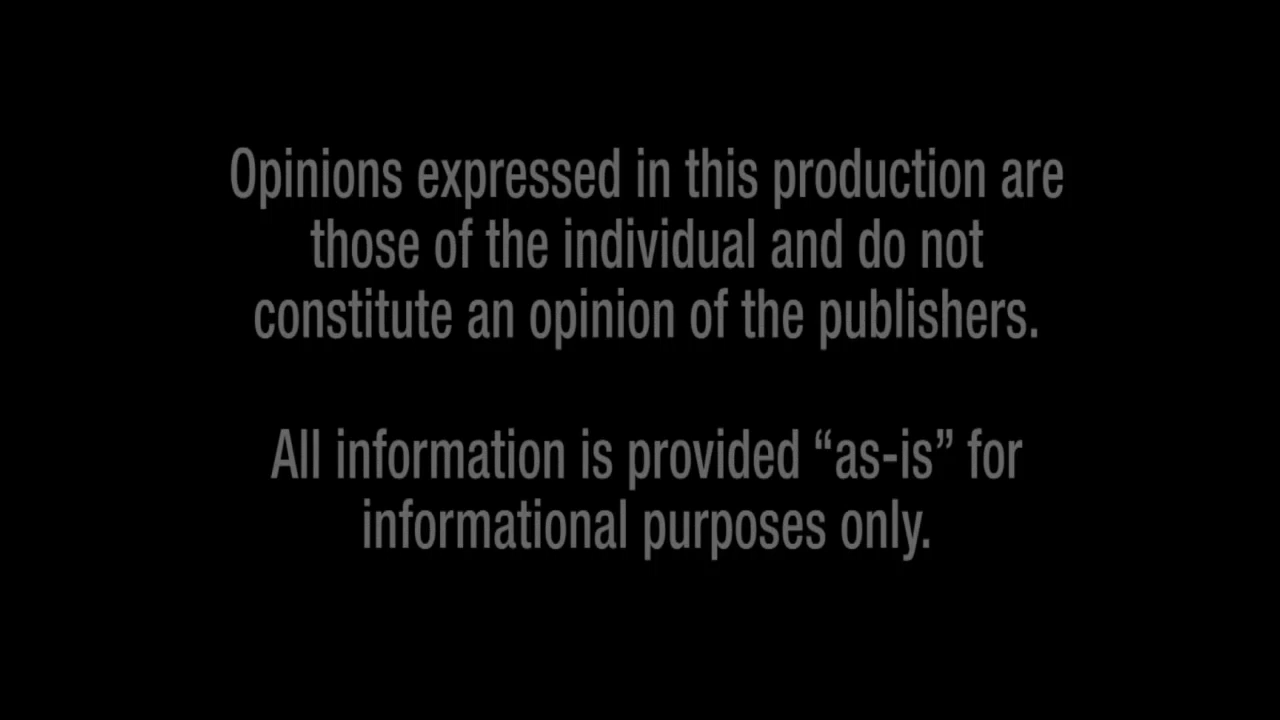 Opinions expressed in this production are
those of the individual and do not
constitute an opinion of the publishers.
All information is provided “as-is” for
informational purposes only.